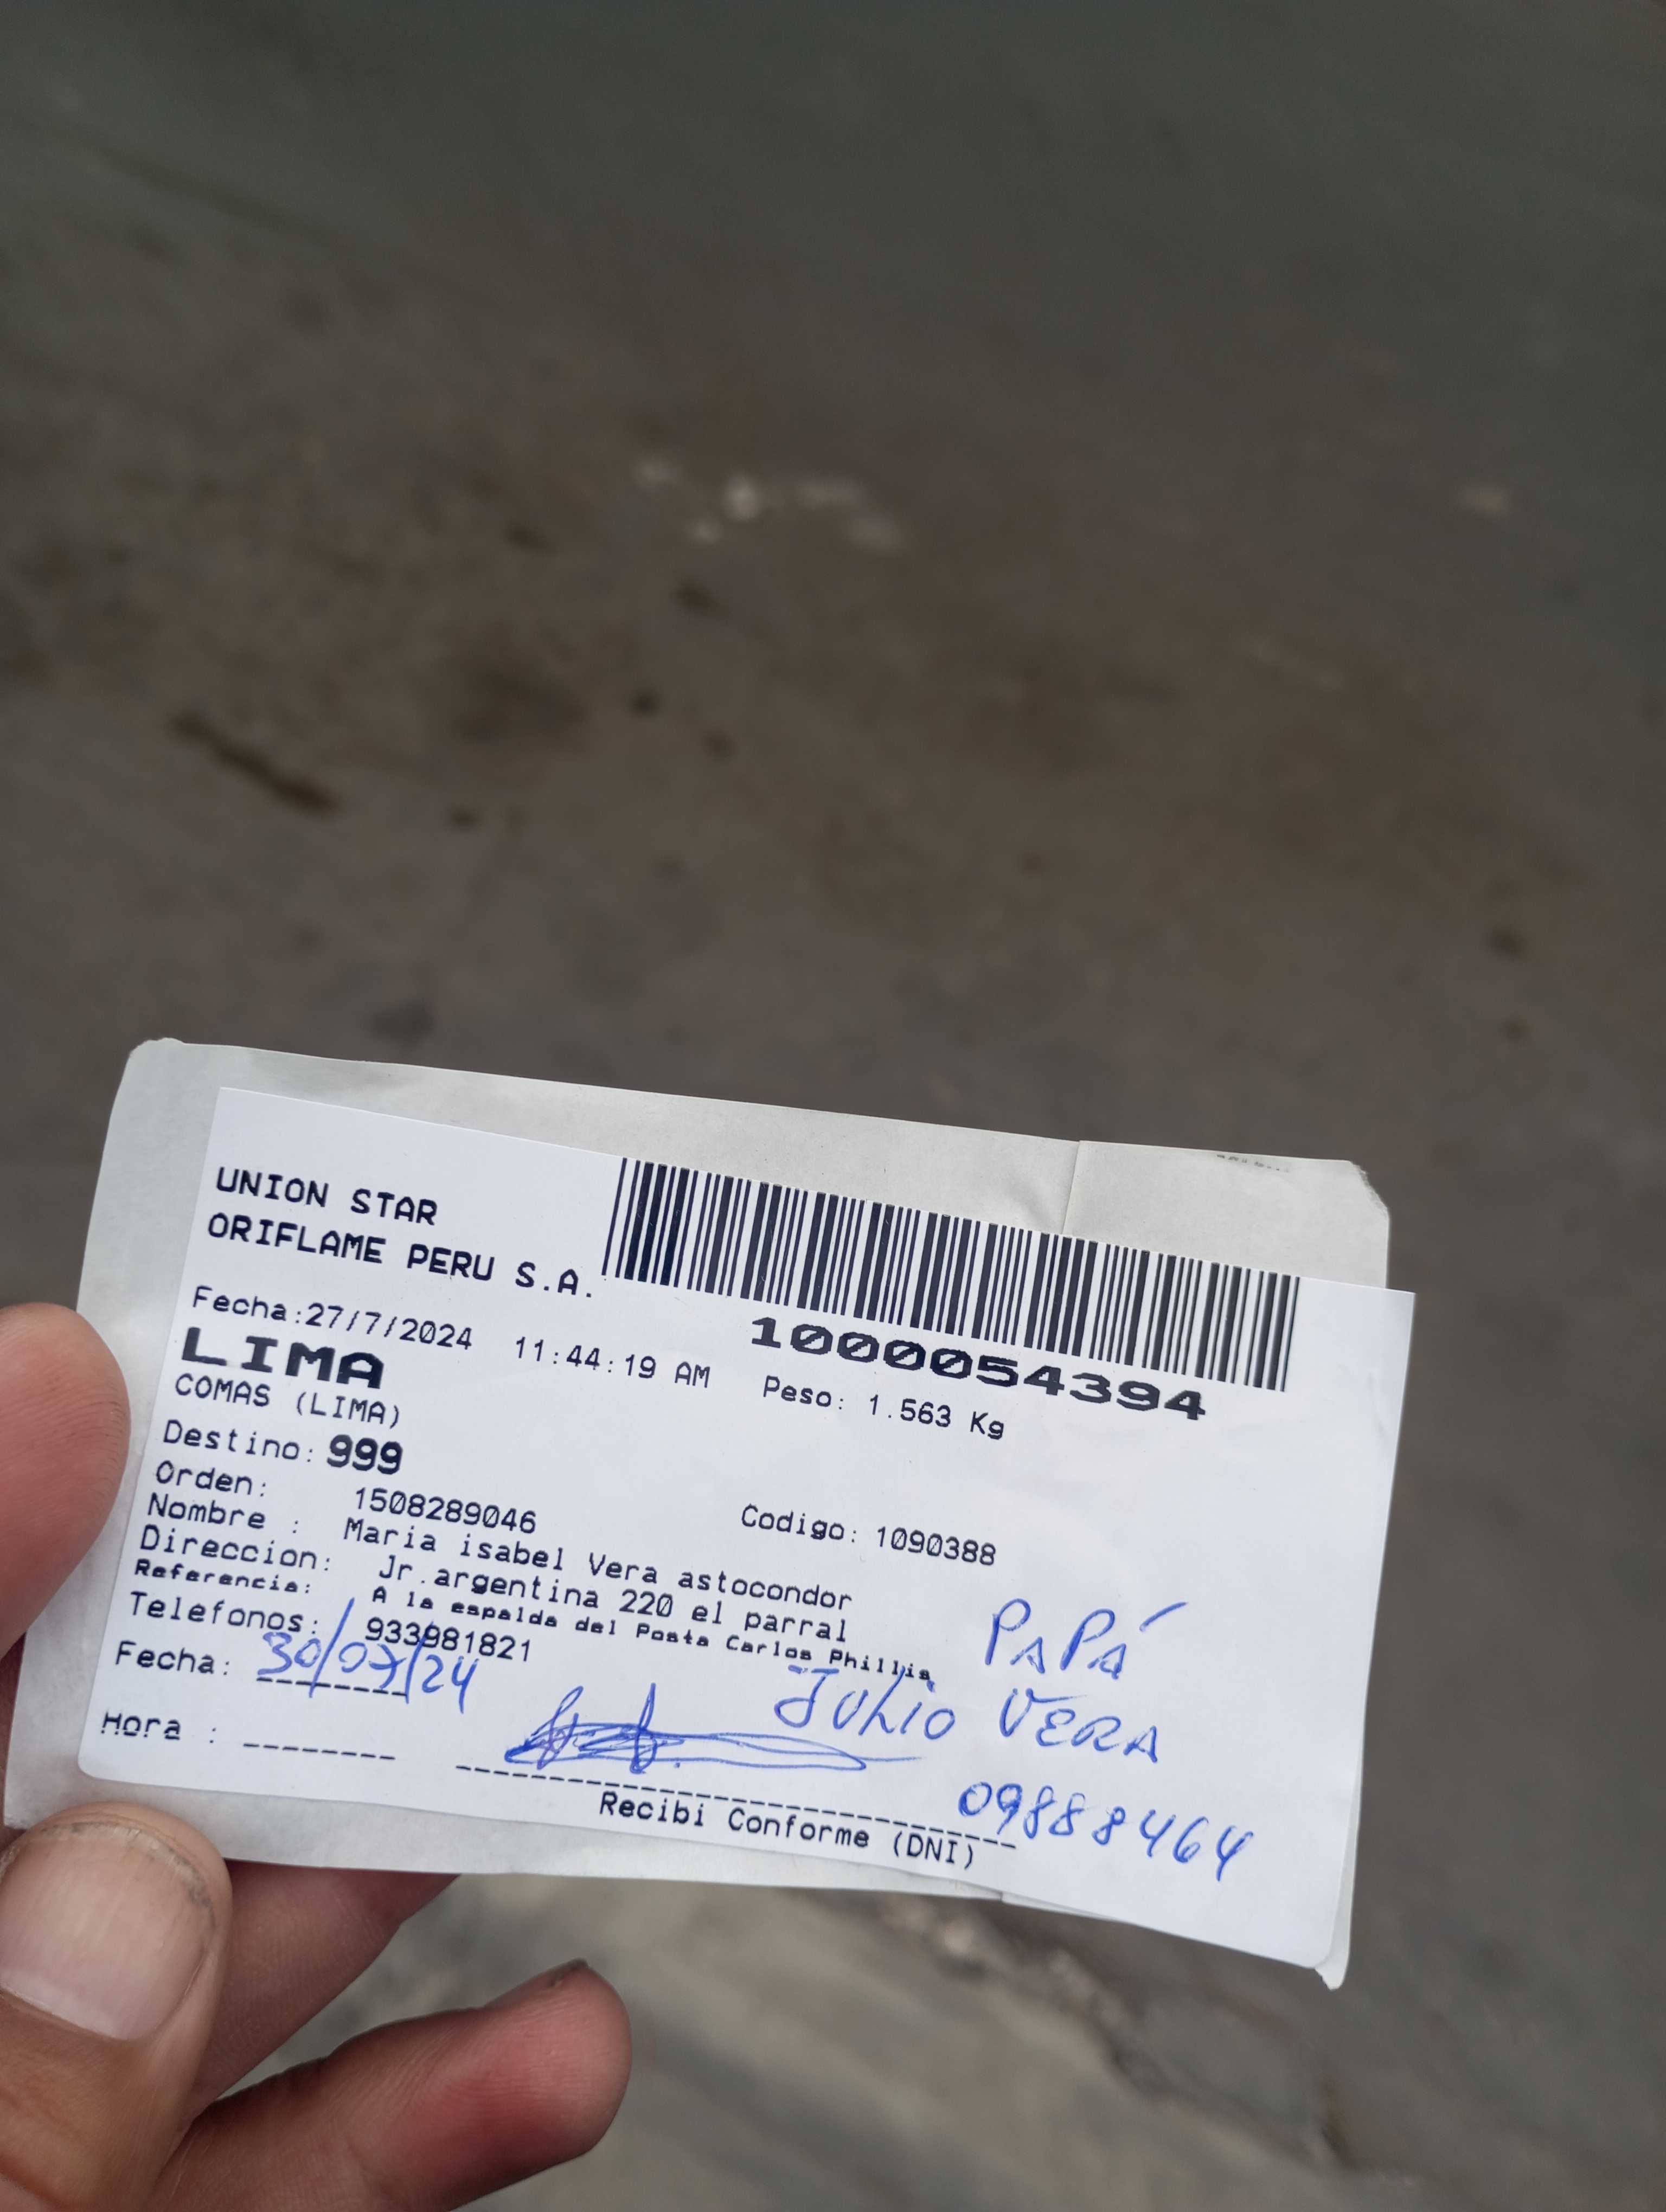 UNION STAR
ORIFLAME PERU S.A.
1000054394
Fecha:27/7/2024 11:44:19 AM Peso: 1.563 Kg
LIMA
COMAS (LIMA)
Destino: 999
Orden: 1508289046 Codigo: 1090388
Nombre : Maria isabel Vera astocondor
Direccion: Jr.argentina 220 el parral
Referencia: A la espalda del Posta Carlos Phillis
Telefonos: 933981821
PAPÁ
Fecha: 30/07/24
Julio VERA
Hora :
09888464
Recibi Conforme (DNI)